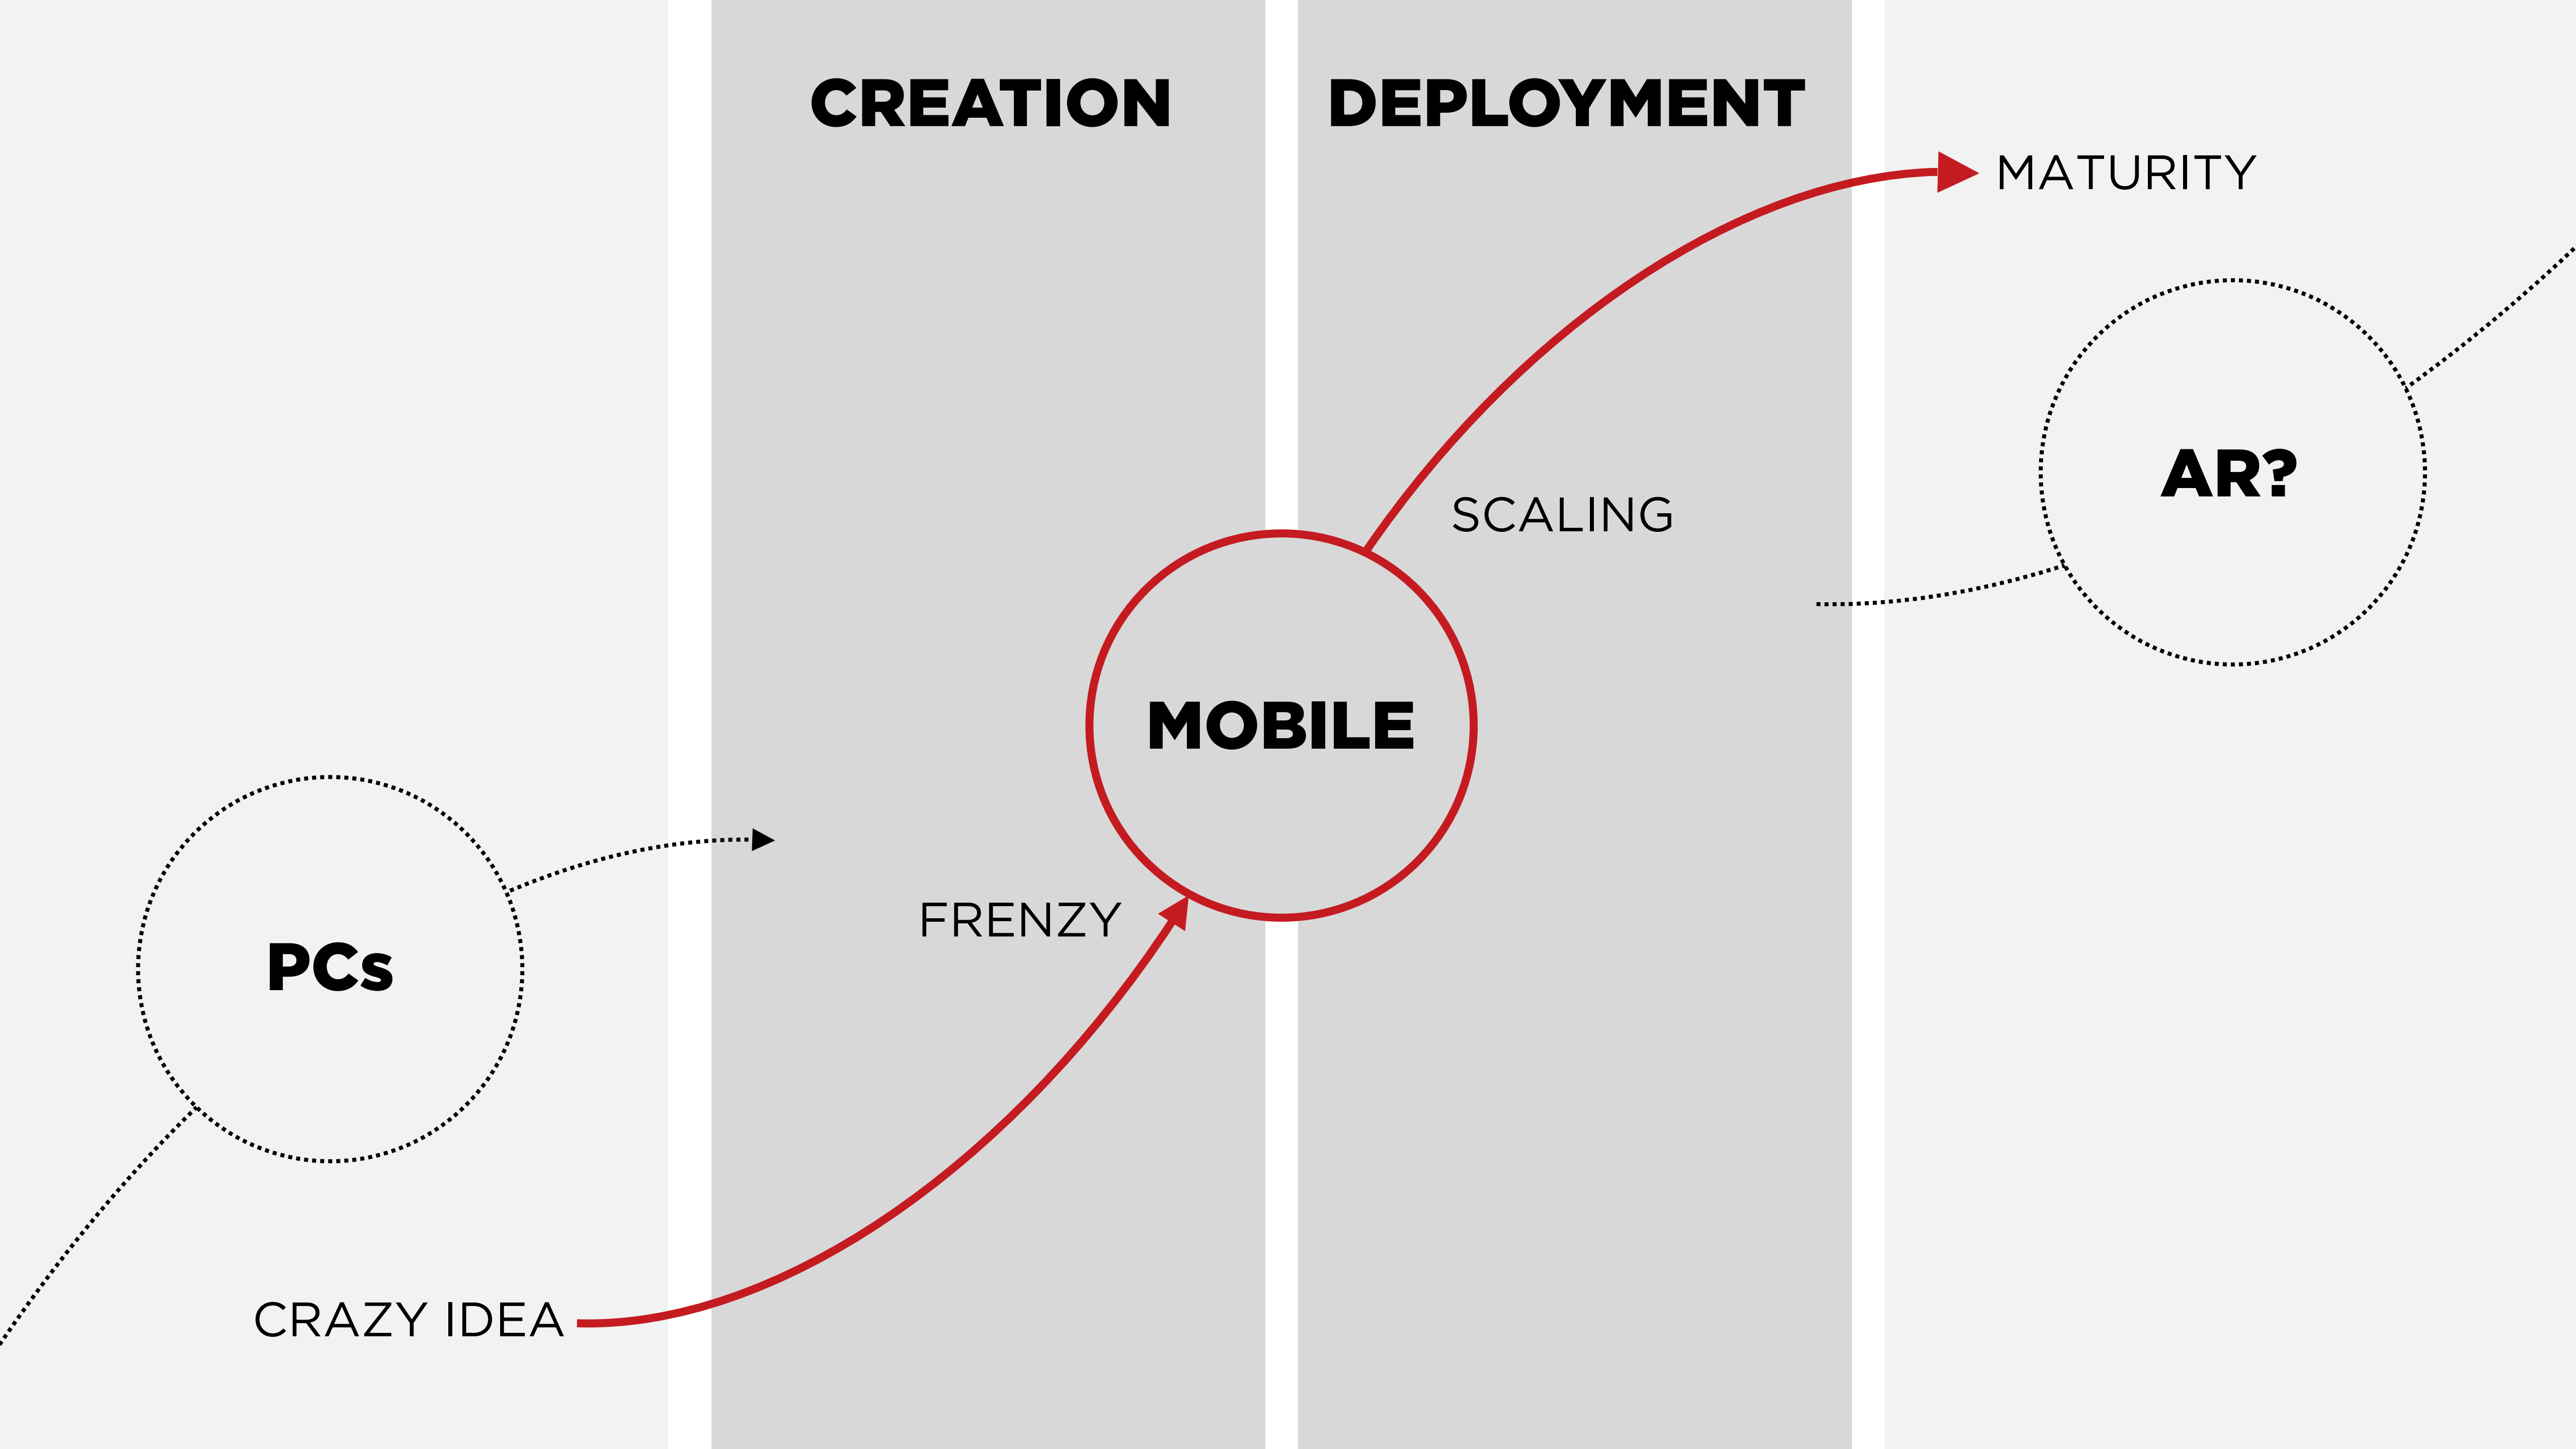 CREATION
DEPLOYMENT
MATURITY
AR?
SCALING
MOBILE
FRENZY
PCs
CRAZY IDEA